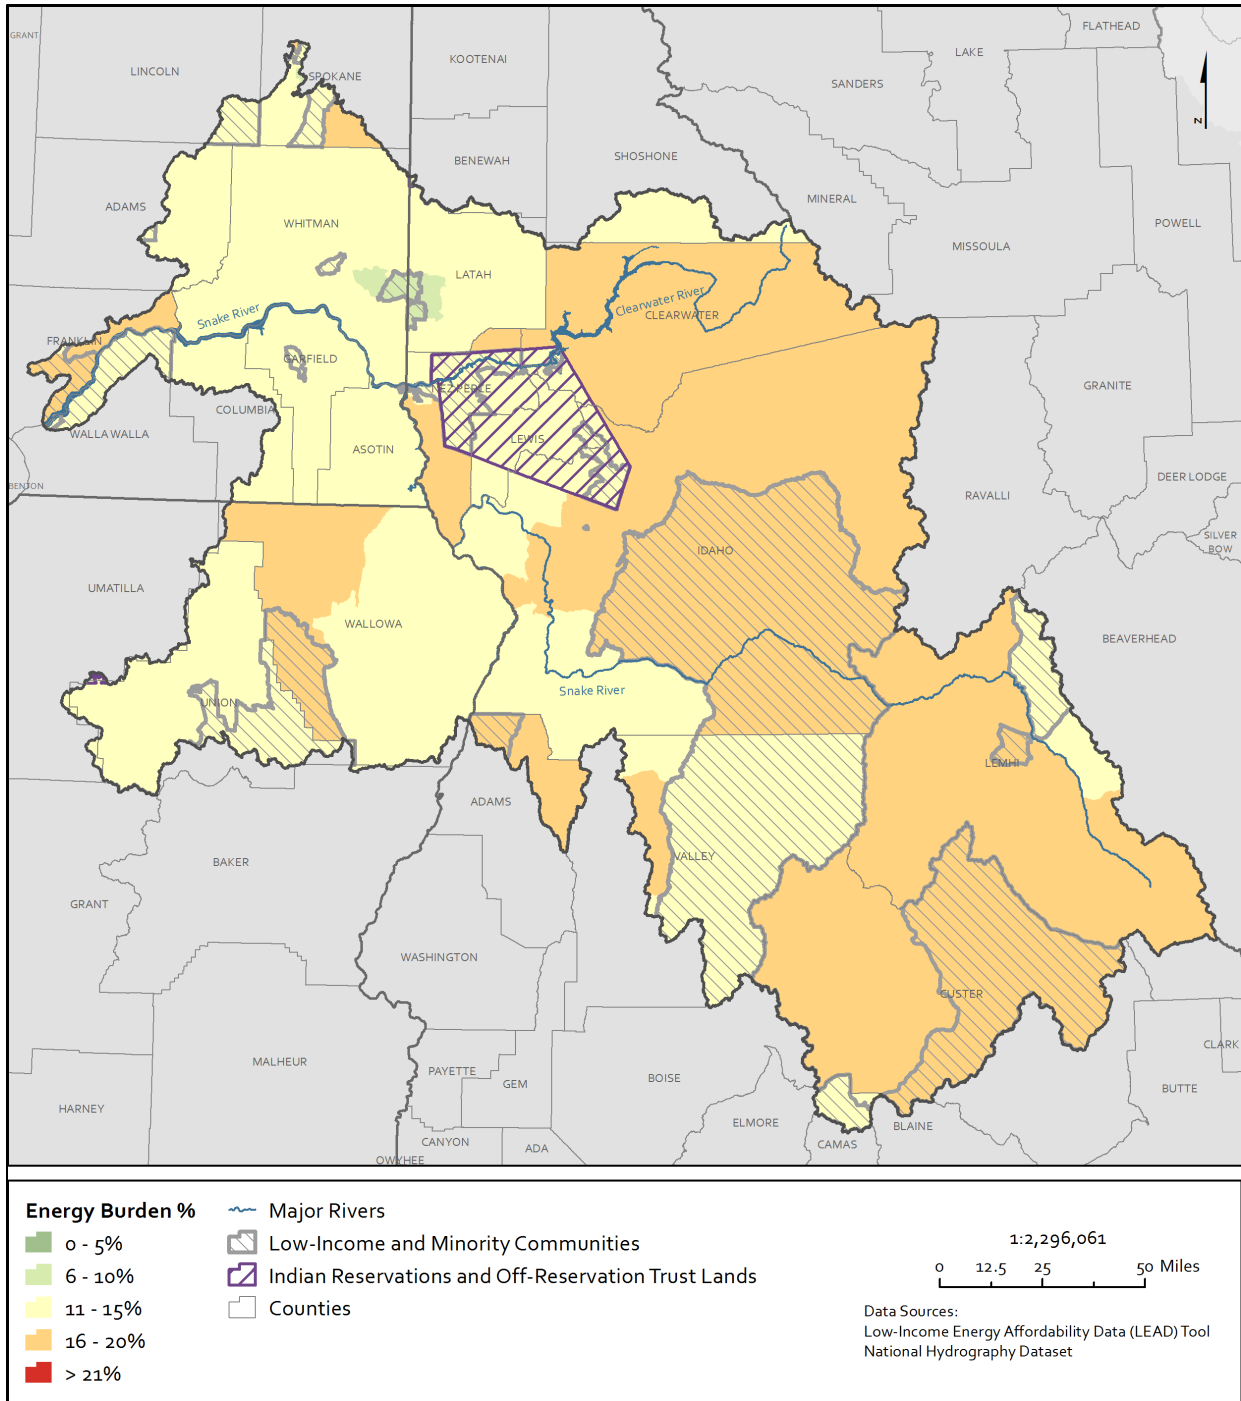 GRANT
FLATHEAD
LAKE
KOOTENAI
LINCOLN
SPOKANE
SANDERS
N
BENEWAH
SHOSHONE
MINERAL
ADAMS
WHITMAN
POWELL
MISSOULA
LATAH
Snake River
Clearwater River
CLEARWATER
FRANKLIN
GARFIELD
NEZ PERCE
GRANITE
COLUMBIA
WALLA WALLA
LEWIS
ASOTIN
BENTON
DEER LODGE
RAVALLI
SILVER
BOW
IDAHO
UMATILLA
WALLOWA
BEAVERHEAD
Snake River
UNION
LEMHI
ADAMS
VALLEY
BAKER
GRANT
WASHINGTON
CUSTER
CLARK
MALHEUR
PAYETTE
GEM
BOISE
BUTTE
HARNEY
ELMORE
BLAINE
CANYON
ADA
CAMAS
OWYHEE
Energy Burden %
0 - 5%
6 - 10%
11 - 15%
16 - 20%
> 21%
Major Rivers
Low-Income and Minority Communities
Indian Reservations and Off-Reservation Trust Lands
Counties
1:2,296,061
0 12.5 25 50 Miles
Data Sources:
Low-Income Energy Affordability Data (LEAD) Tool
National Hydrography Dataset